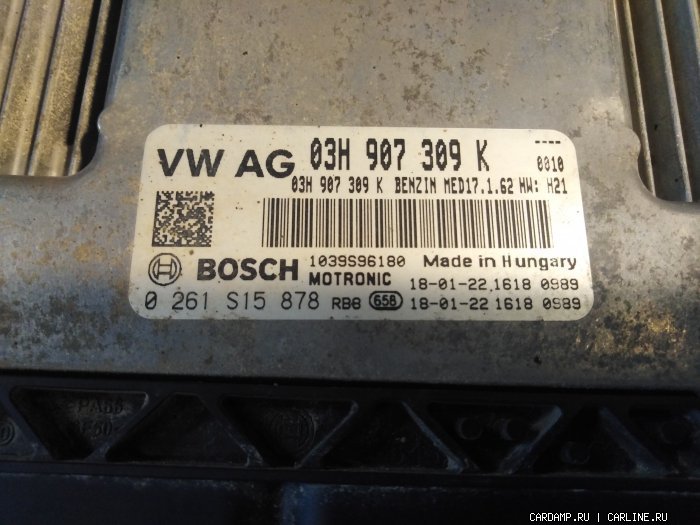 VW AG 03H 907 309 K 0010
03H 907 309 K BENZIN MED17.1.62 HW: H21
BOSCH 1039S96180 Made in Hungary
MOTRONIC 18-01-22,1618 0989
0 261 S15 878 RB8 658 18-01-22 1618 0989
CARDAMP.RU | CARLINE.RU